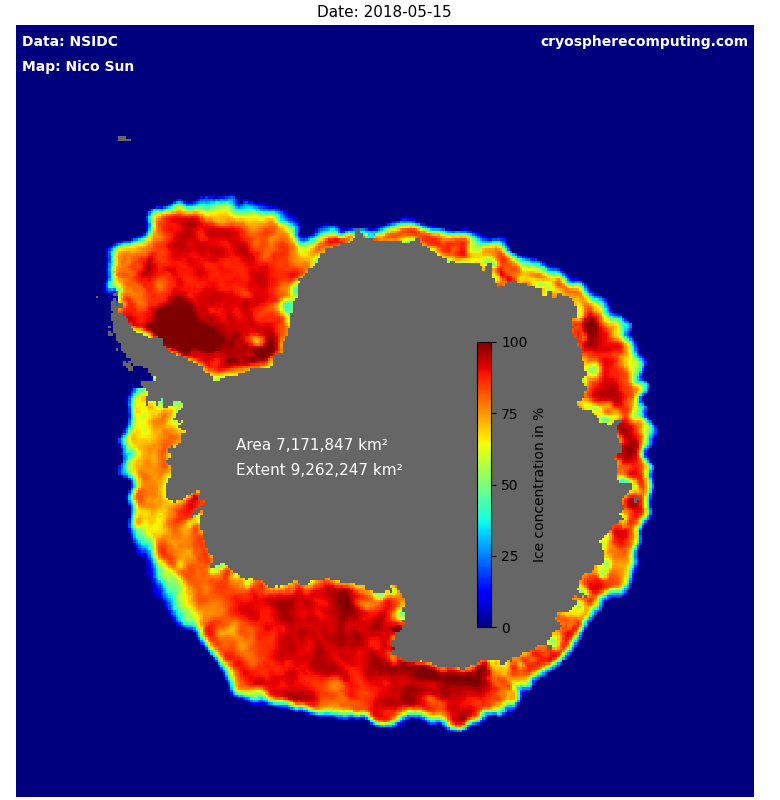 Date: 2018-05-15
Data: NSIDC
cryospherecomputing.com
Map: Nico Sun
100
75
50
25
0
Ice concentration in %
Area 7,171,847 km²
Extent 9,262,247 km²